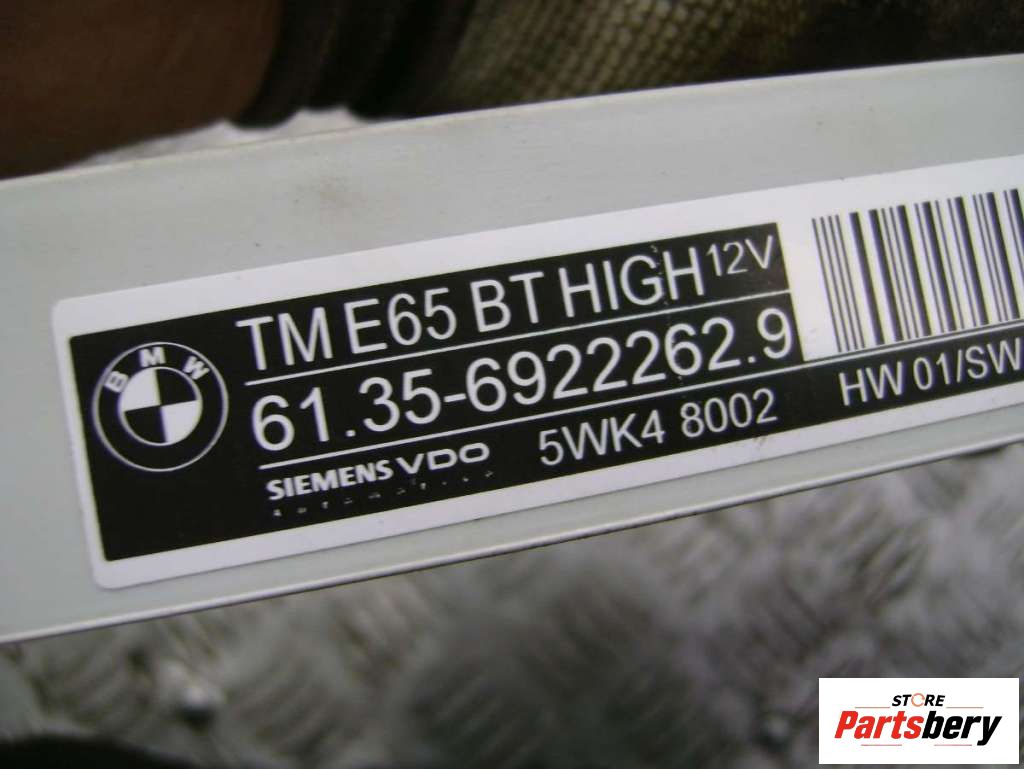 BMW
TM E65 BT HIGH 12V
61.35-6922262.9
SIEMENS VDO 5WK4 8002 HW 01/SW
STORE
Partsbery